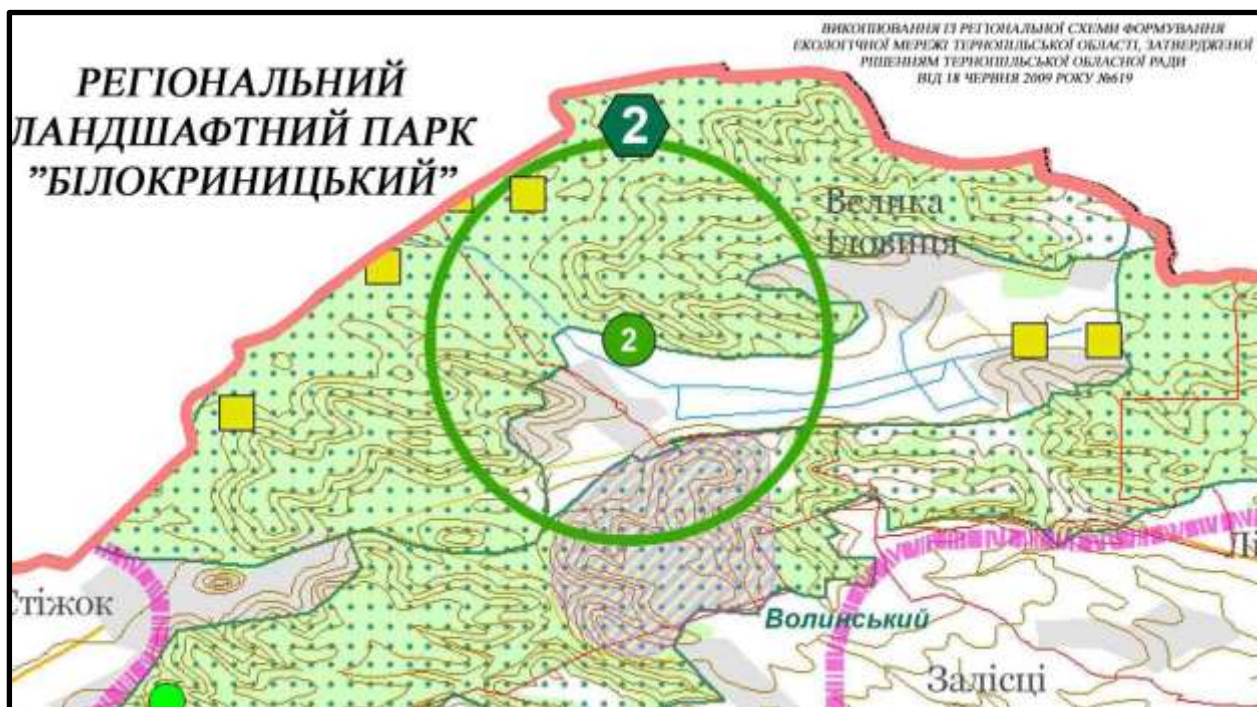 ВИКОПІЮВАННЯ ІЗ РЕГІОНАЛЬНОЇ СХЕМИ ФОРМУВАННЯ
ЕКОЛОГІЧНОЇ МЕРЕЖІ ТЕРНОПІЛЬСЬКОЇ ОБЛАСТІ, ЗАТВЕРДЖЕНОЇ
РІШЕННЯМ ТЕРНОПІЛЬСЬКОЇ ОБЛАСНОЇ РАДИ
ВІД 18 ЧЕРВНЯ 2009 РОКУ №619
РЕГІОНАЛЬНИЙ
ЛАНДШАФТНИЙ ПАРК
”БІЛОКРИНИЦЬКИЙ”
2
Велика
Іловиця
2
Стіжок
Лі
Волинський
Залісці